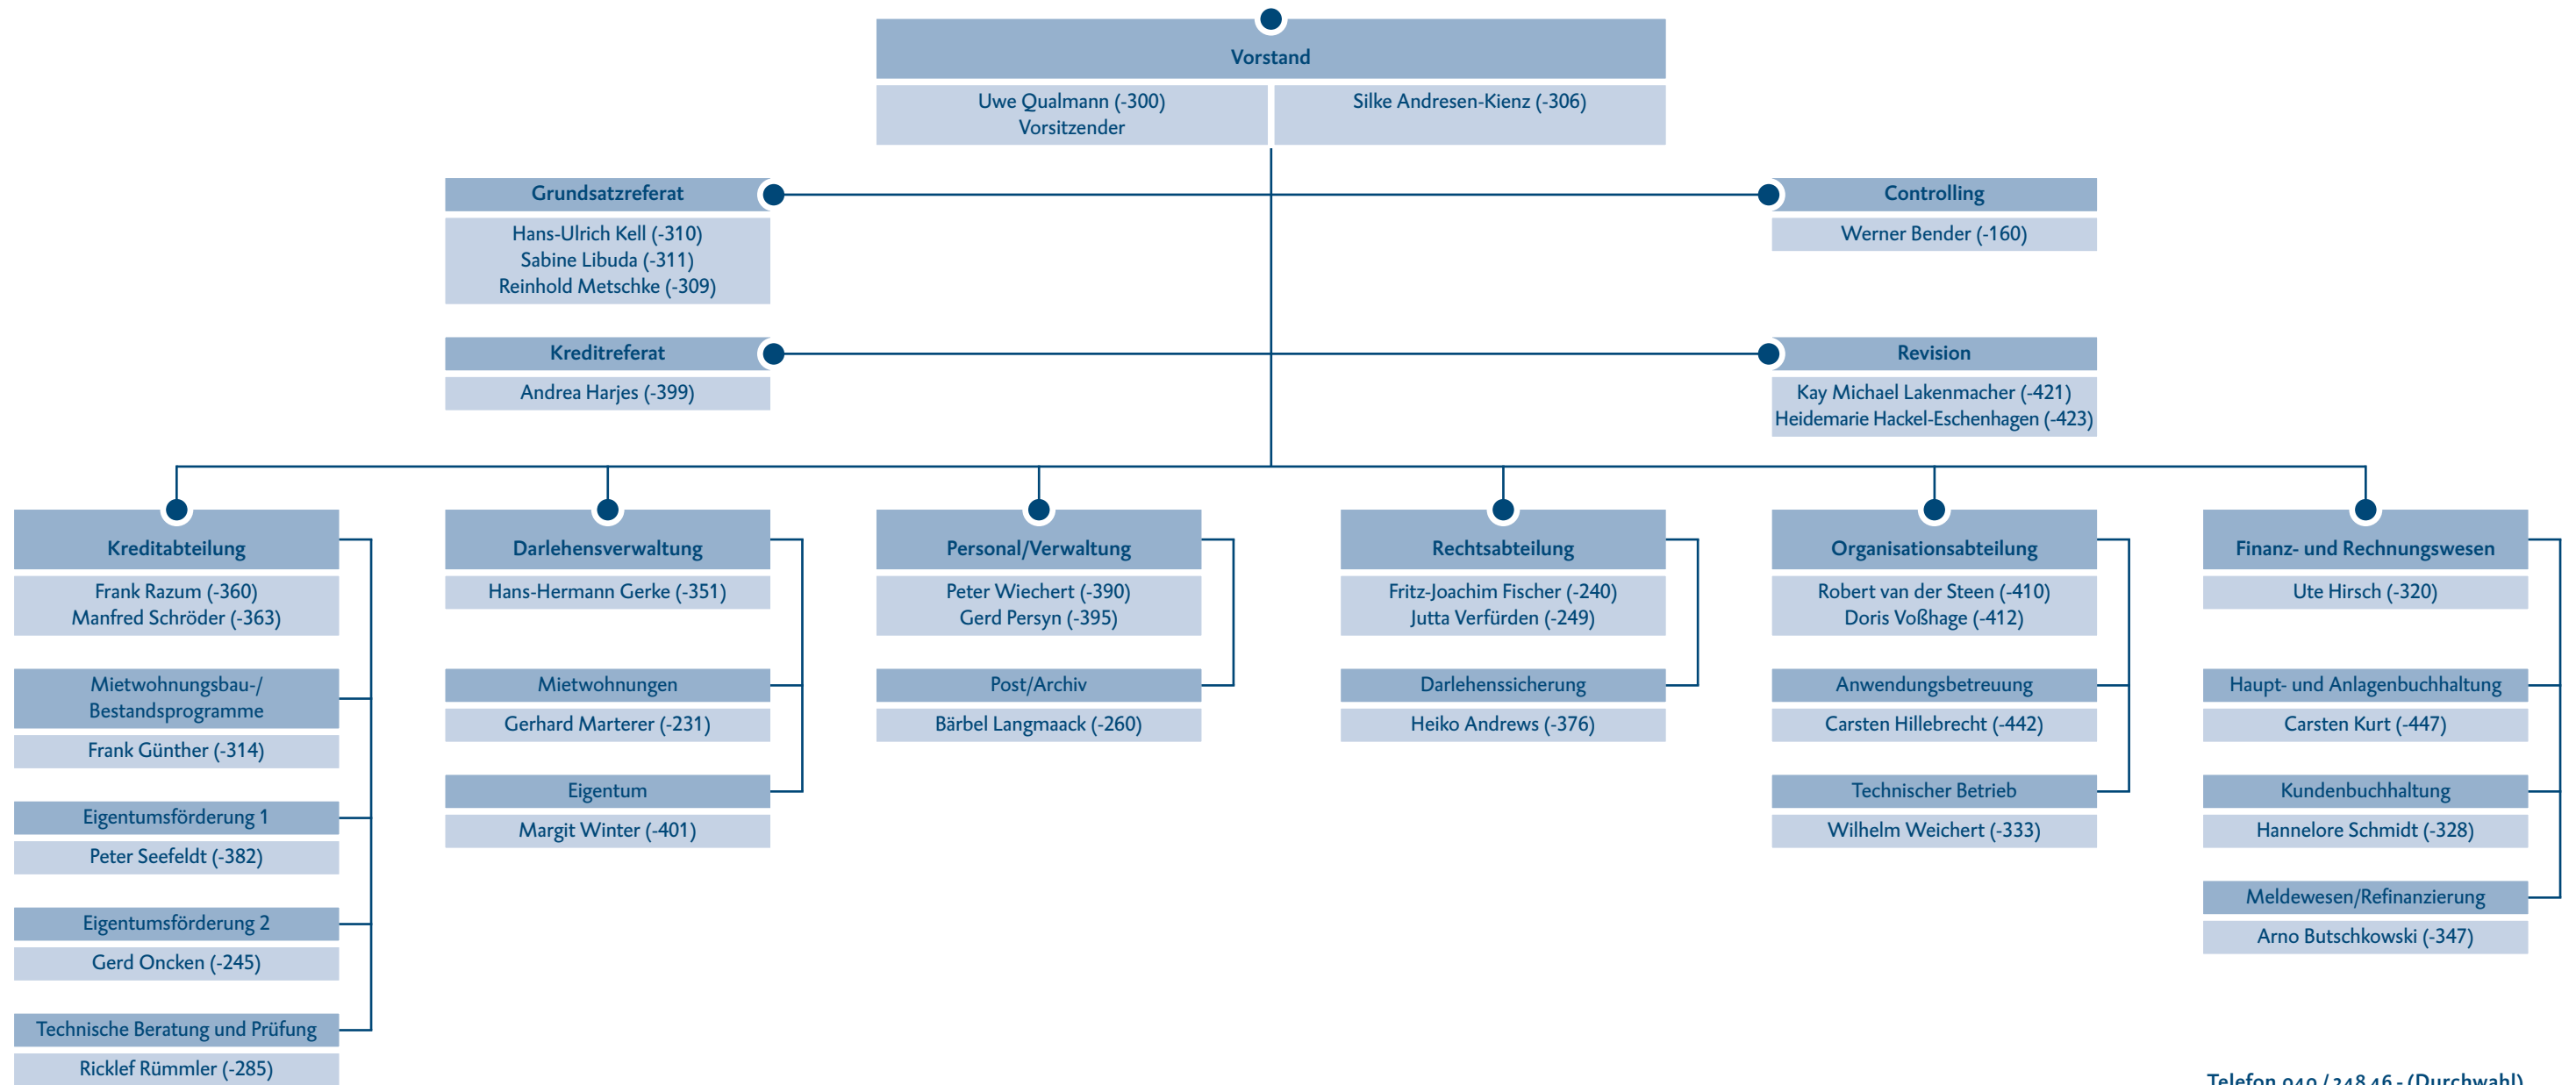 Vorstand
Uwe Qualmann (-300)
Vorsitzender
Silke Andresen-Kienz (-306)
Grundsatzreferat
Hans-Ulrich Kell (-310)
Sabine Libuda (-311)
Reinhold Metschke (-309)
Controlling
Werner Bender (-160)
Kreditreferat
Andrea Harjes (-399)
Revision
Kay Michael Lakenmacher (-421)
Heidemarie Hackel-Eschenhagen (-423)
Kreditabteilung
Frank Razum (-360)
Manfred Schröder (-363)
Mietwohnungsbau-/
Bestandsprogramme
Frank Günther (-314)
Eigentumsförderung 1
Peter Seefeldt (-382)
Eigentumsförderung 2
Gerd Oncken (-245)
Technische Beratung und Prüfung
Ricklef Rümmler (-285)
Darlehensverwaltung
Hans-Hermann Gerke (-351)
Mietwohnungen
Gerhard Marterer (-231)
Eigentum
Margit Winter (-401)
Personal/Verwaltung
Peter Wiechert (-390)
Gerd Persyn (-395)
Post/Archiv
Bärbel Langmaack (-260)
Rechtsabteilung
Fritz-Joachim Fischer (-240)
Jutta Verfürden (-249)
Darlehenssicherung
Heiko Andrews (-376)
Organisationsabteilung
Robert van der Steen (-410)
Doris Voßhage (-412)
Anwendungsbetreuung
Carsten Hillebrecht (-442)
Technischer Betrieb
Wilhelm Weichert (-333)
Finanz- und Rechnungswesen
Ute Hirsch (-320)
Haupt- und Anlagenbuchhaltung
Carsten Kurt (-447)
Kundenbuchhaltung
Hannelore Schmidt (-328)
Meldewesen/Refinanzierung
Arno Butschkowski (-347)
Telefon 040 / 248 46 - (Durchwahl)